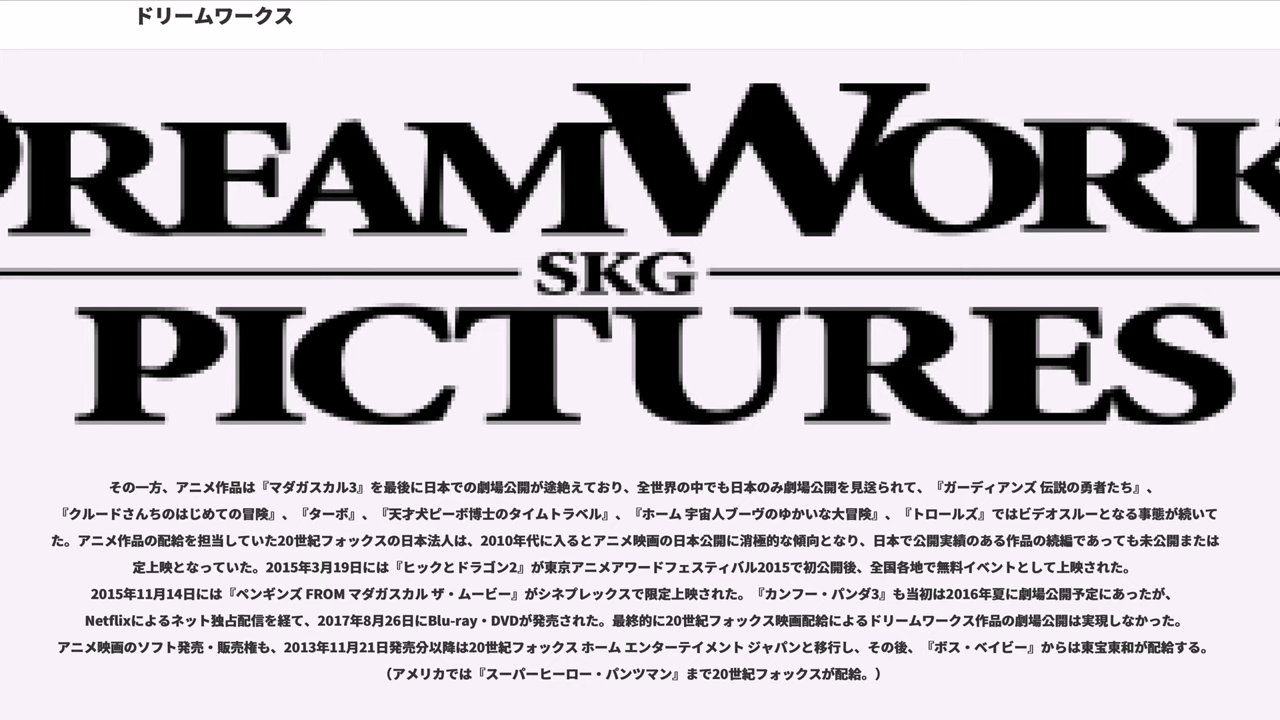 ドリームワークス
DREAMWORK
SKG
PICTURES
その一方、アニメ作品は『マダガスカル3』を最後に日本での劇場公開が途絶えており、全世界の中でも日本のみ劇場公開を見送られて、『ガーディアンズ 伝説の勇者たち』、
『クルードさんちのはじめての冒険』、『ターボ』、『天才犬ピーボ博士のタイムトラベル』、『ホーム 宇宙人ブーヴのゆかいな大冒険』、『トロールズ』ではビデオスルーとなる事態が続いて
た。アニメ作品の配給を担当していた20世紀フォックスの日本法人は、2010年代に入るとアニメ映画の日本公開に消極的な傾向となり、日本で公開実績のある作品の続編であっても未公開または
定上映となっていた。2015年3月19日には『ヒックとドラゴン2』が東京アニメアワードフェスティバル2015で初公開後、全国各地で無料イベントとして上映された。
2015年11月14日には『ペンギンズ FROM マダガスカル ザ・ムービー』がシネプレックスで限定上映された。『カンフー・パンダ3』も当初は2016年夏に劇場公開予定にあったが、
Netflixによるネット独占配信を経て、2017年8月26日にBlu-ray・DVDが発売された。最終的に20世紀フォックス映画配給によるドリームワークス作品の劇場公開は実現しなかった。
アニメ映画のソフト発売・販売権も、2013年11月21日発売分以降は20世紀フォックス ホーム エンターテイメント ジャパンと移行し、その後、『ボス・ベイビー』からは東宝東和が配給する。
（アメリカでは『スーパーヒーロー・パンツマン』まで20世紀フォックスが配給。）